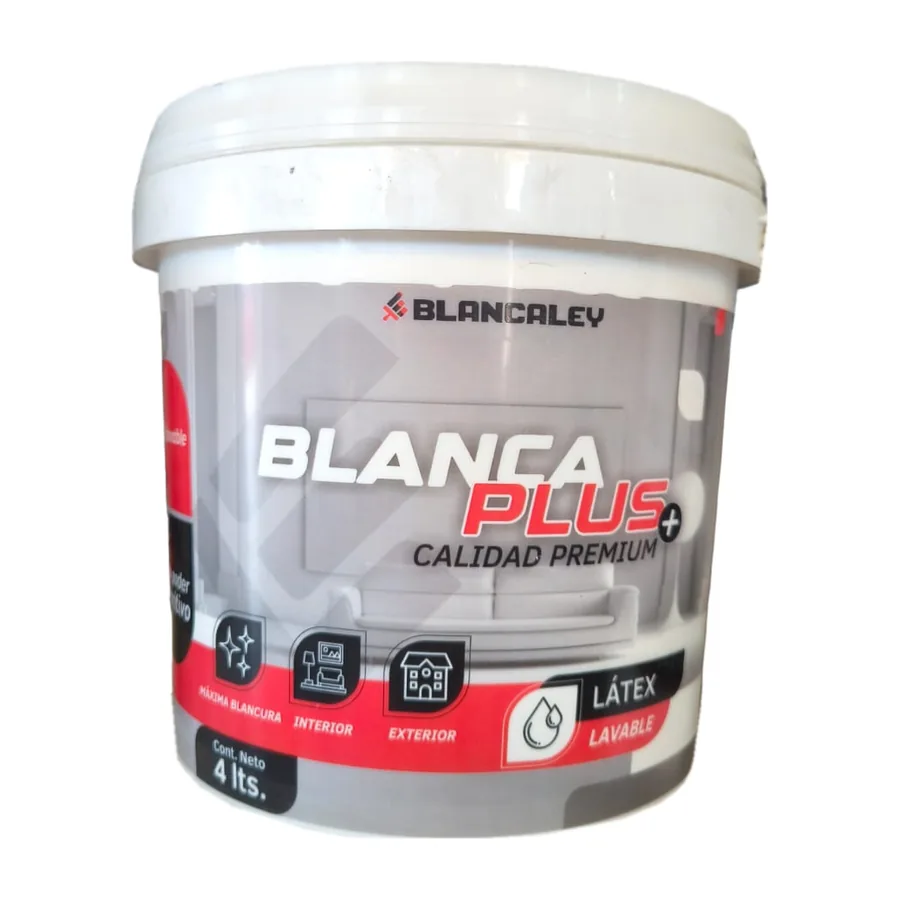 BLANCALEY
BLANCA
PLUS+
CALIDAD PREMIUM
MÁXIMA BLANCURA
INTERIOR
EXTERIOR
LÁTEX
LAVABLE
Cont. Neto
4 lts.